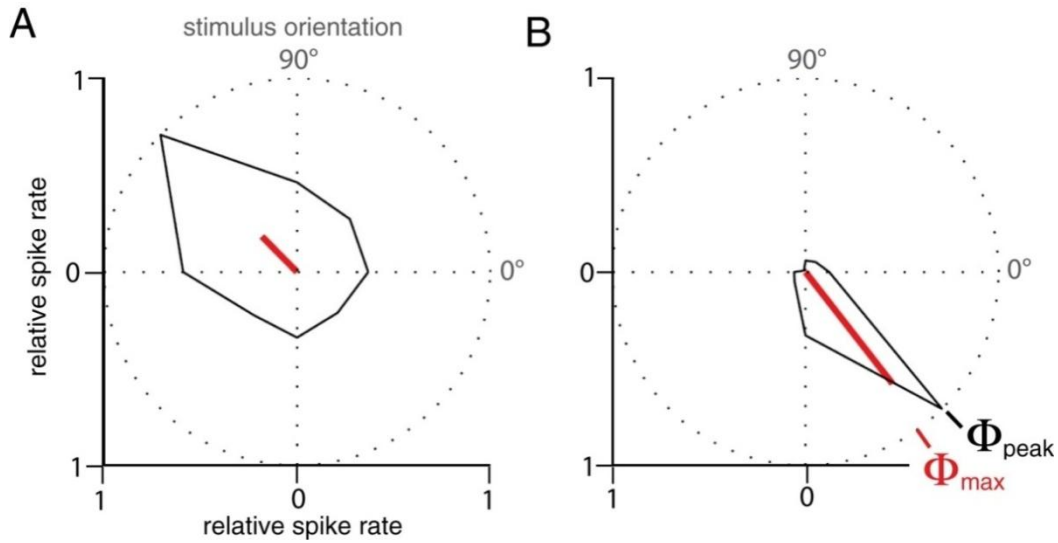 A
stimulus orientation
90°
1
0
1
relative spike rate
0°
1
0
1
relative spike rate
B
90°
1
0
1
0°
1
0
Φpeak
Φmax